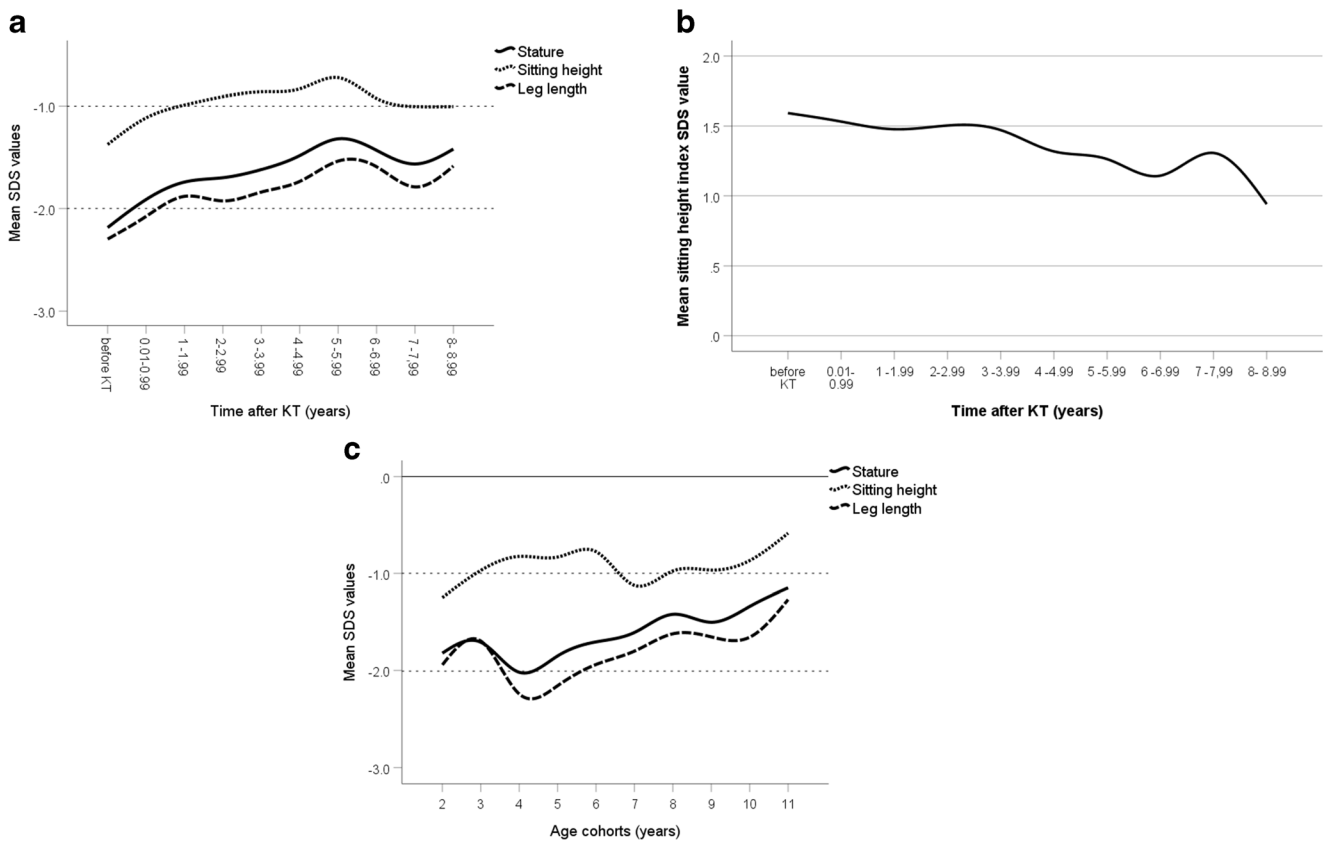 a
Stature
Sitting height
Leg length
-1.0
-2.0
-3.0
Mean SDS values
before KT
0.01-0.99
1 -1.99
2-2.99
3 -3.99
4 -4.99
5-5.99
6 -6.99
7 -7,99
8- 8.99
Time after KT (years)
b
2.0
1.5
1.0
.5
.0
Mean sitting height index SDS value
before
KT
0.01-
0.99
1 -1.99
2-2.99
3 -3.99
4 -4.99
5 -5.99
6 -6.99
7 -7,99
8- 8.99
Time after KT (years)
c
Stature
Sitting height
Leg length
.0
-1.0
-2.0
-3.0
Mean SDS values
2
3
4
5
6
7
8
9
10
11
Age cohorts (years)